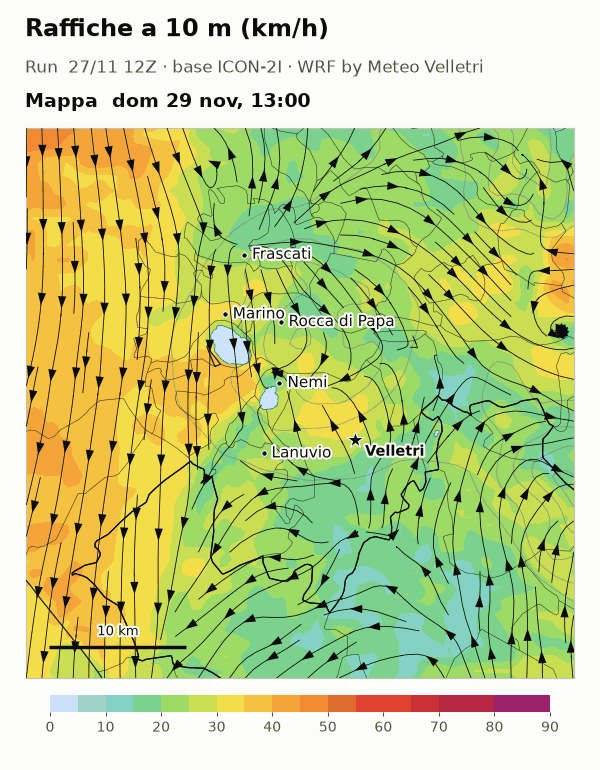 Raffiche a 10 m (km/h)
Run  27/11 12Z · base ICON-2I · WRF by Meteo Velletri
Mappa  dom 29 nov, 13:00
Frascati
Marino
Rocca di Papa
Nemi
Velletri
Lanuvio
10 km
0 10 20 30 40 50 60 70 80 90